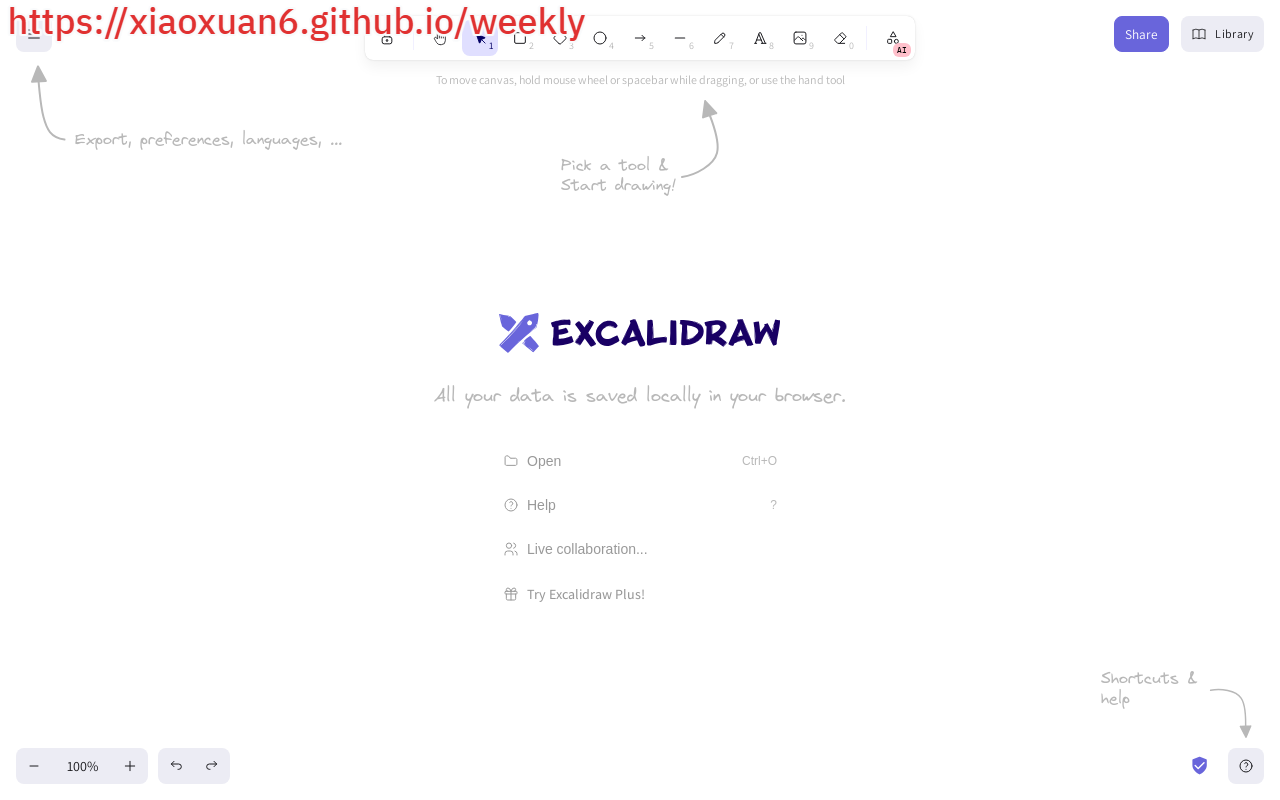 https://xiaoxuan6.github.io/weekly
1 2 3 4 5 6 7 8 9 0 AI
Share
Library
To move canvas, hold mouse wheel or spacebar while dragging, or use the hand tool
Export, preferences, languages, ...
Pick a tool &
Start drawing!
EXCALIDRAW
All your data is saved locally in your browser.
Open Ctrl+O
Help ?
Live collaboration...
Try Excalidraw Plus!
Shortcuts &
help
100%